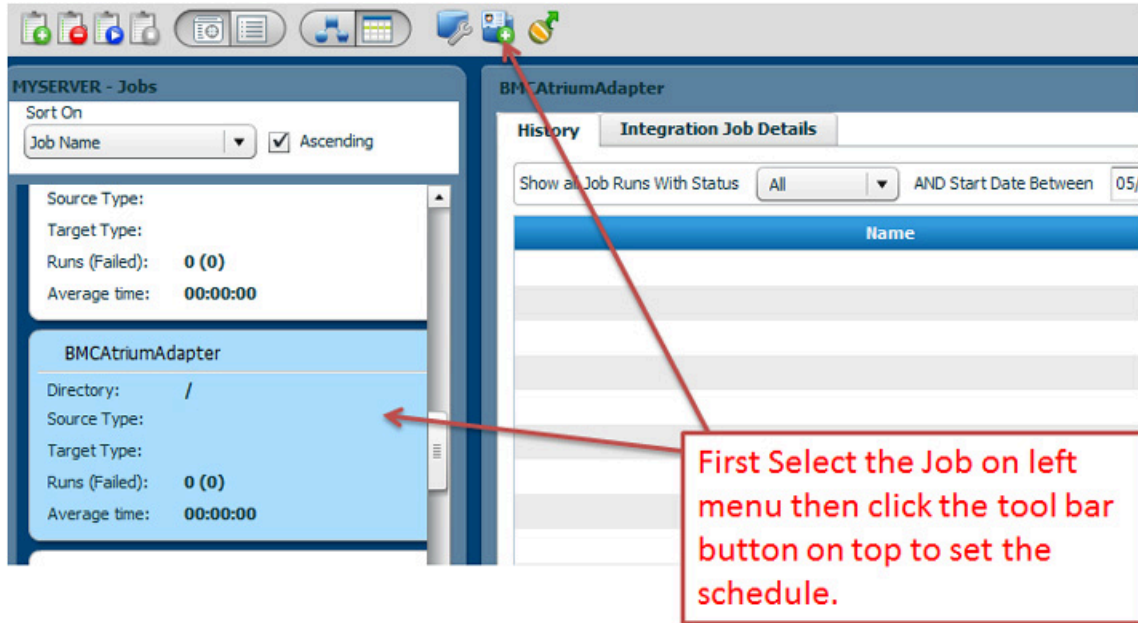 MYSERVER - Jobs
Sort On
Job Name
Ascending
Source Type:
Target Type:
Runs (Failed): 0 (0)
Average time: 00:00:00
BMCAtriumAdapter
Directory: /
Source Type:
Target Type:
Runs (Failed): 0 (0)
Average time: 00:00:00
BMCAtriumAdapter
History Integration Job Details
Show all Job Runs With Status All AND Start Date Between 05/
Name
First Select the Job on left
menu then click the tool bar
button on top to set the
schedule.